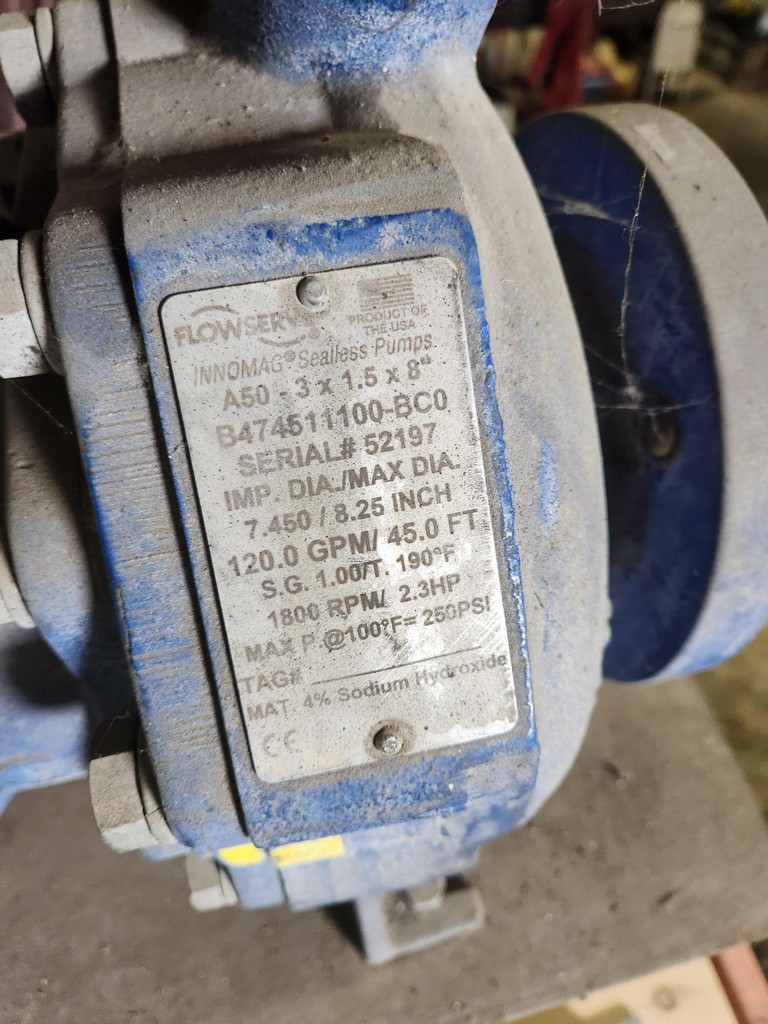 FLOWSERVE
PRODUCT OF
THE USA
INNOMAG® Sealless Pumps
A50 - 3 x 1.5 x 8"
B474511100-BC0
SERIAL# 52197
IMP. DIA./MAX DIA.
7.450 / 8.25 INCH
120.0 GPM/ 45.0 FT
S.G. 1.00/T. 190°F
1800 RPM/ 2.3HP
MAX P.@100°F= 250PSI
TAG#
MAT. 4% Sodium Hydroxide
CE